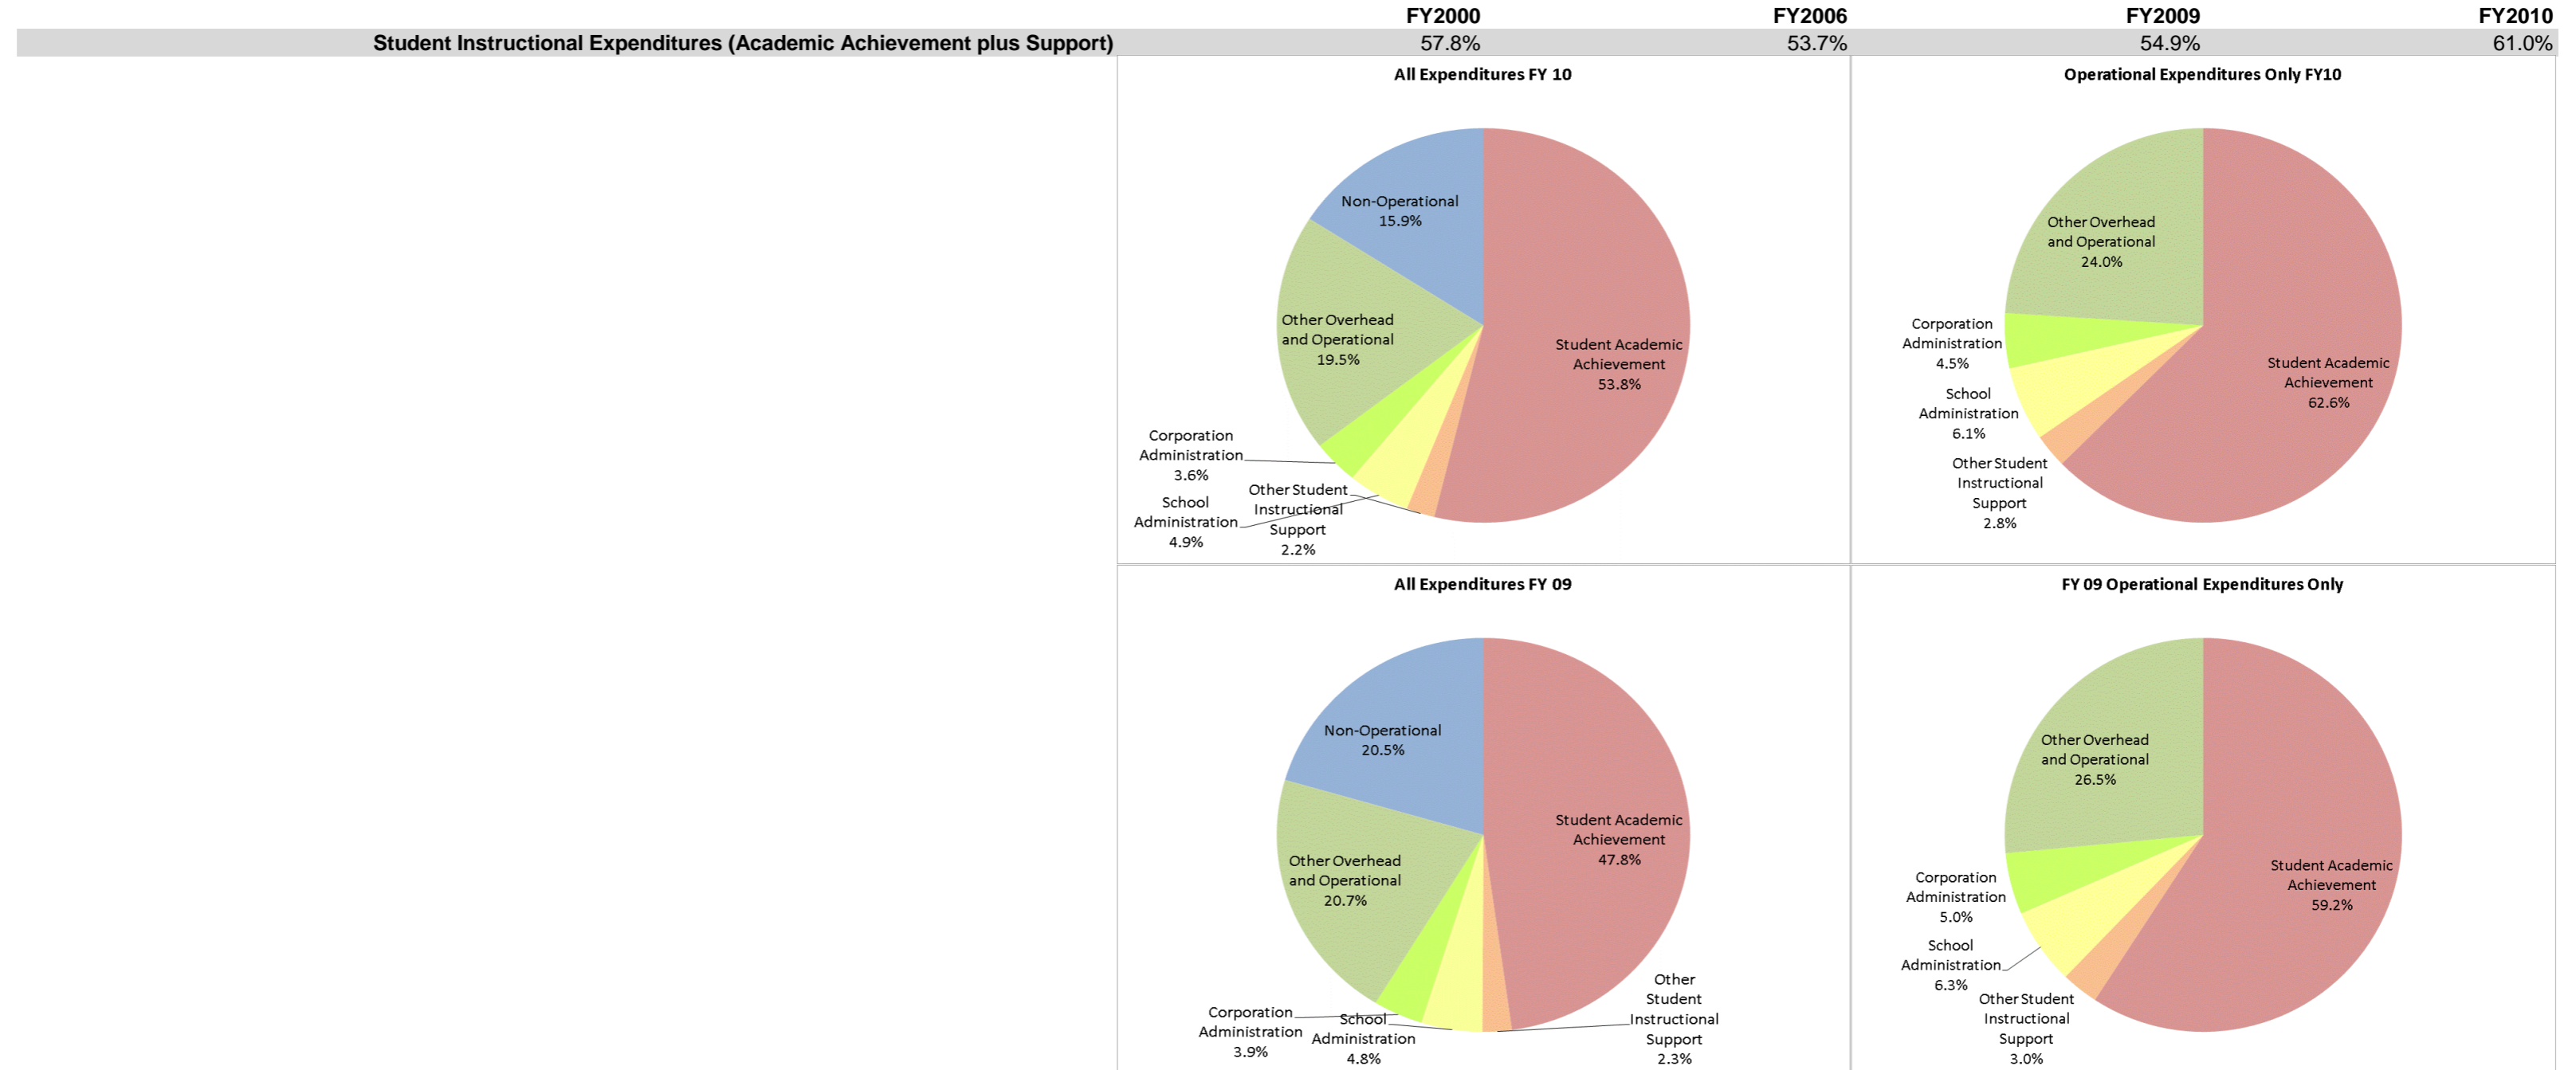 FY2000 FY2006 FY2009 FY2010
Student Instructional Expenditures (Academic Achievement plus Support) 57.8% 53.7% 54.9% 61.0%
All Expenditures FY 10
Non-Operational
15.9%
Other Overhead
and Operational
19.5%
Student Academic
Achievement
53.8%
Corporation
Administration
3.6%
School
Administration
4.9%
Other Student
Instructional
Support
2.2%
Operational Expenditures Only FY10
Other Overhead
and Operational
24.0%
Corporation
Administration
4.5%
Student Academic
Achievement
62.6%
School
Administration
6.1%
Other Student
Instructional
Support
2.8%
All Expenditures FY 09
Non-Operational
20.5%
Student Academic
Achievement
47.8%
Other Overhead
and Operational
20.7%
Corporation
Administration
3.9%
School
Administration
4.8%
Other
Student
Instructional
Support
2.3%
FY 09 Operational Expenditures Only
Other Overhead
and Operational
26.5%
Student Academic
Achievement
59.2%
Corporation
Administration
5.0%
School
Administration
6.3%
Other Student
Instructional
Support
3.0%